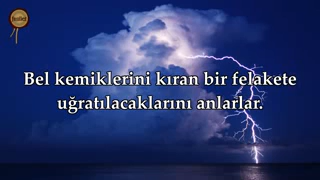 Bel kemiklerini kıran bir felakete
uğratılacaklarını anlarlar.